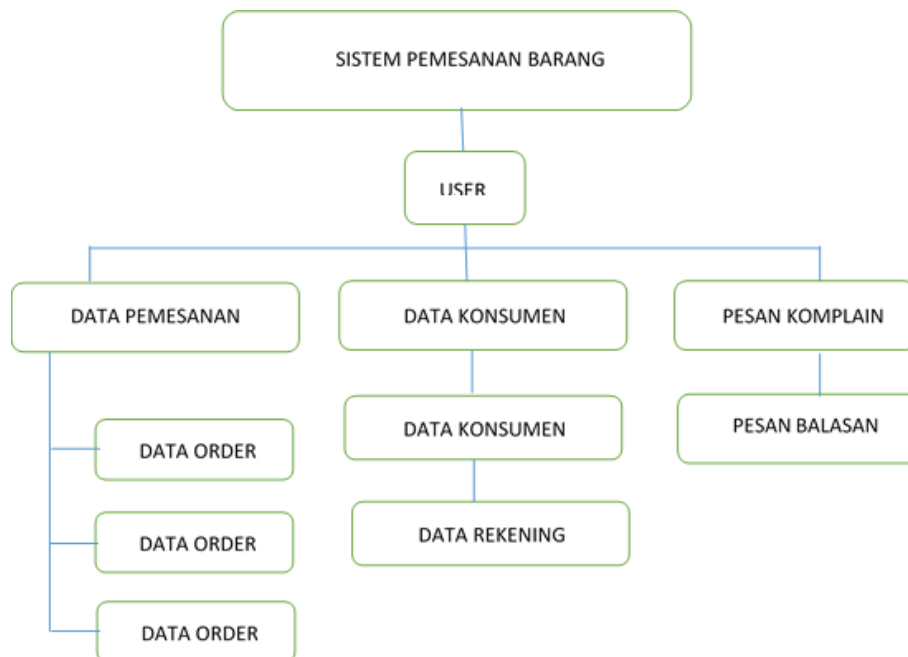 SISTEM PEMESANAN BARANG
USER
DATA PEMESANAN
DATA KONSUMEN
PESAN KOMPLAIN
DATA ORDER
DATA KONSUMEN
PESAN BALASAN
DATA ORDER
DATA REKENING
DATA ORDER